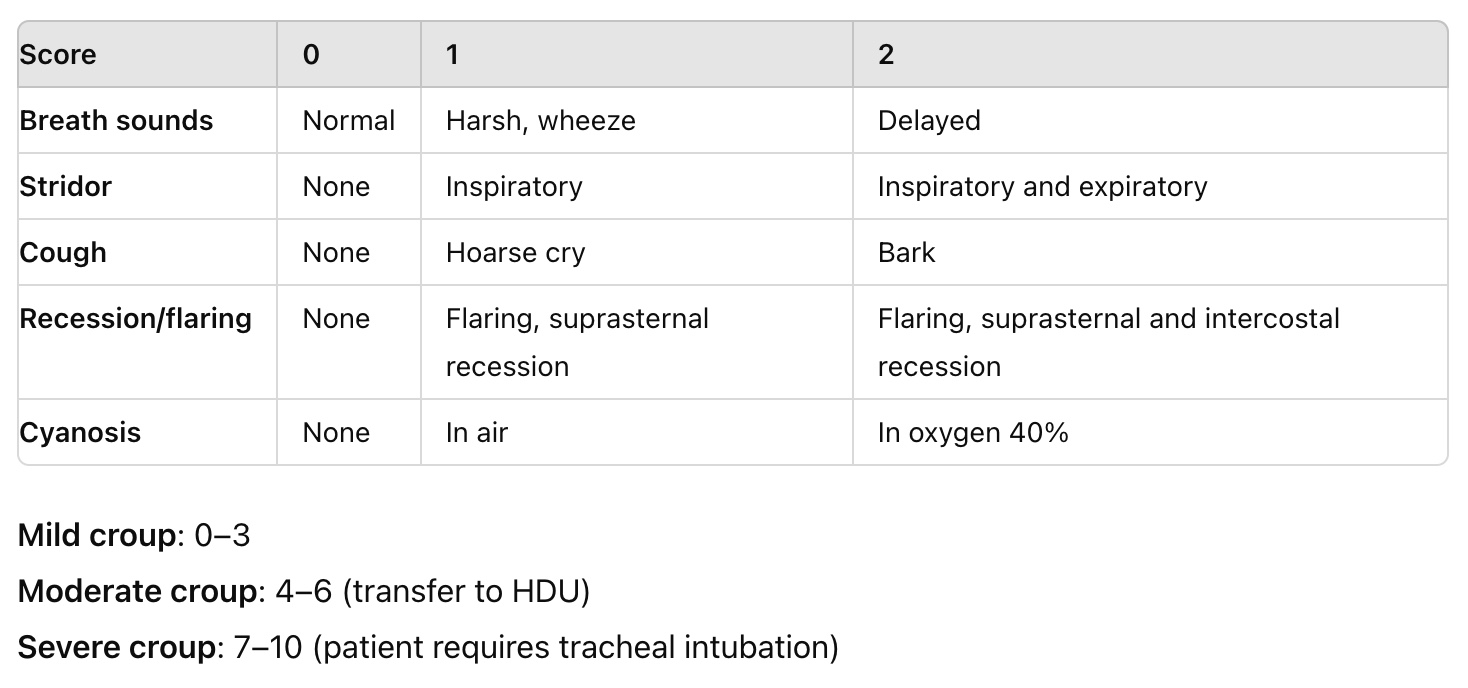 Score 0 1 2
Breath sounds Normal Harsh, wheeze Delayed
Stridor None Inspiratory Inspiratory and expiratory
Cough None Hoarse cry Bark
Recession/flaring None Flaring, suprasternal recession Flaring, suprasternal and intercostal recession
Cyanosis None In air In oxygen 40%
Mild croup: 0–3
Moderate croup: 4–6 (transfer to HDU)
Severe croup: 7–10 (patient requires tracheal intubation)